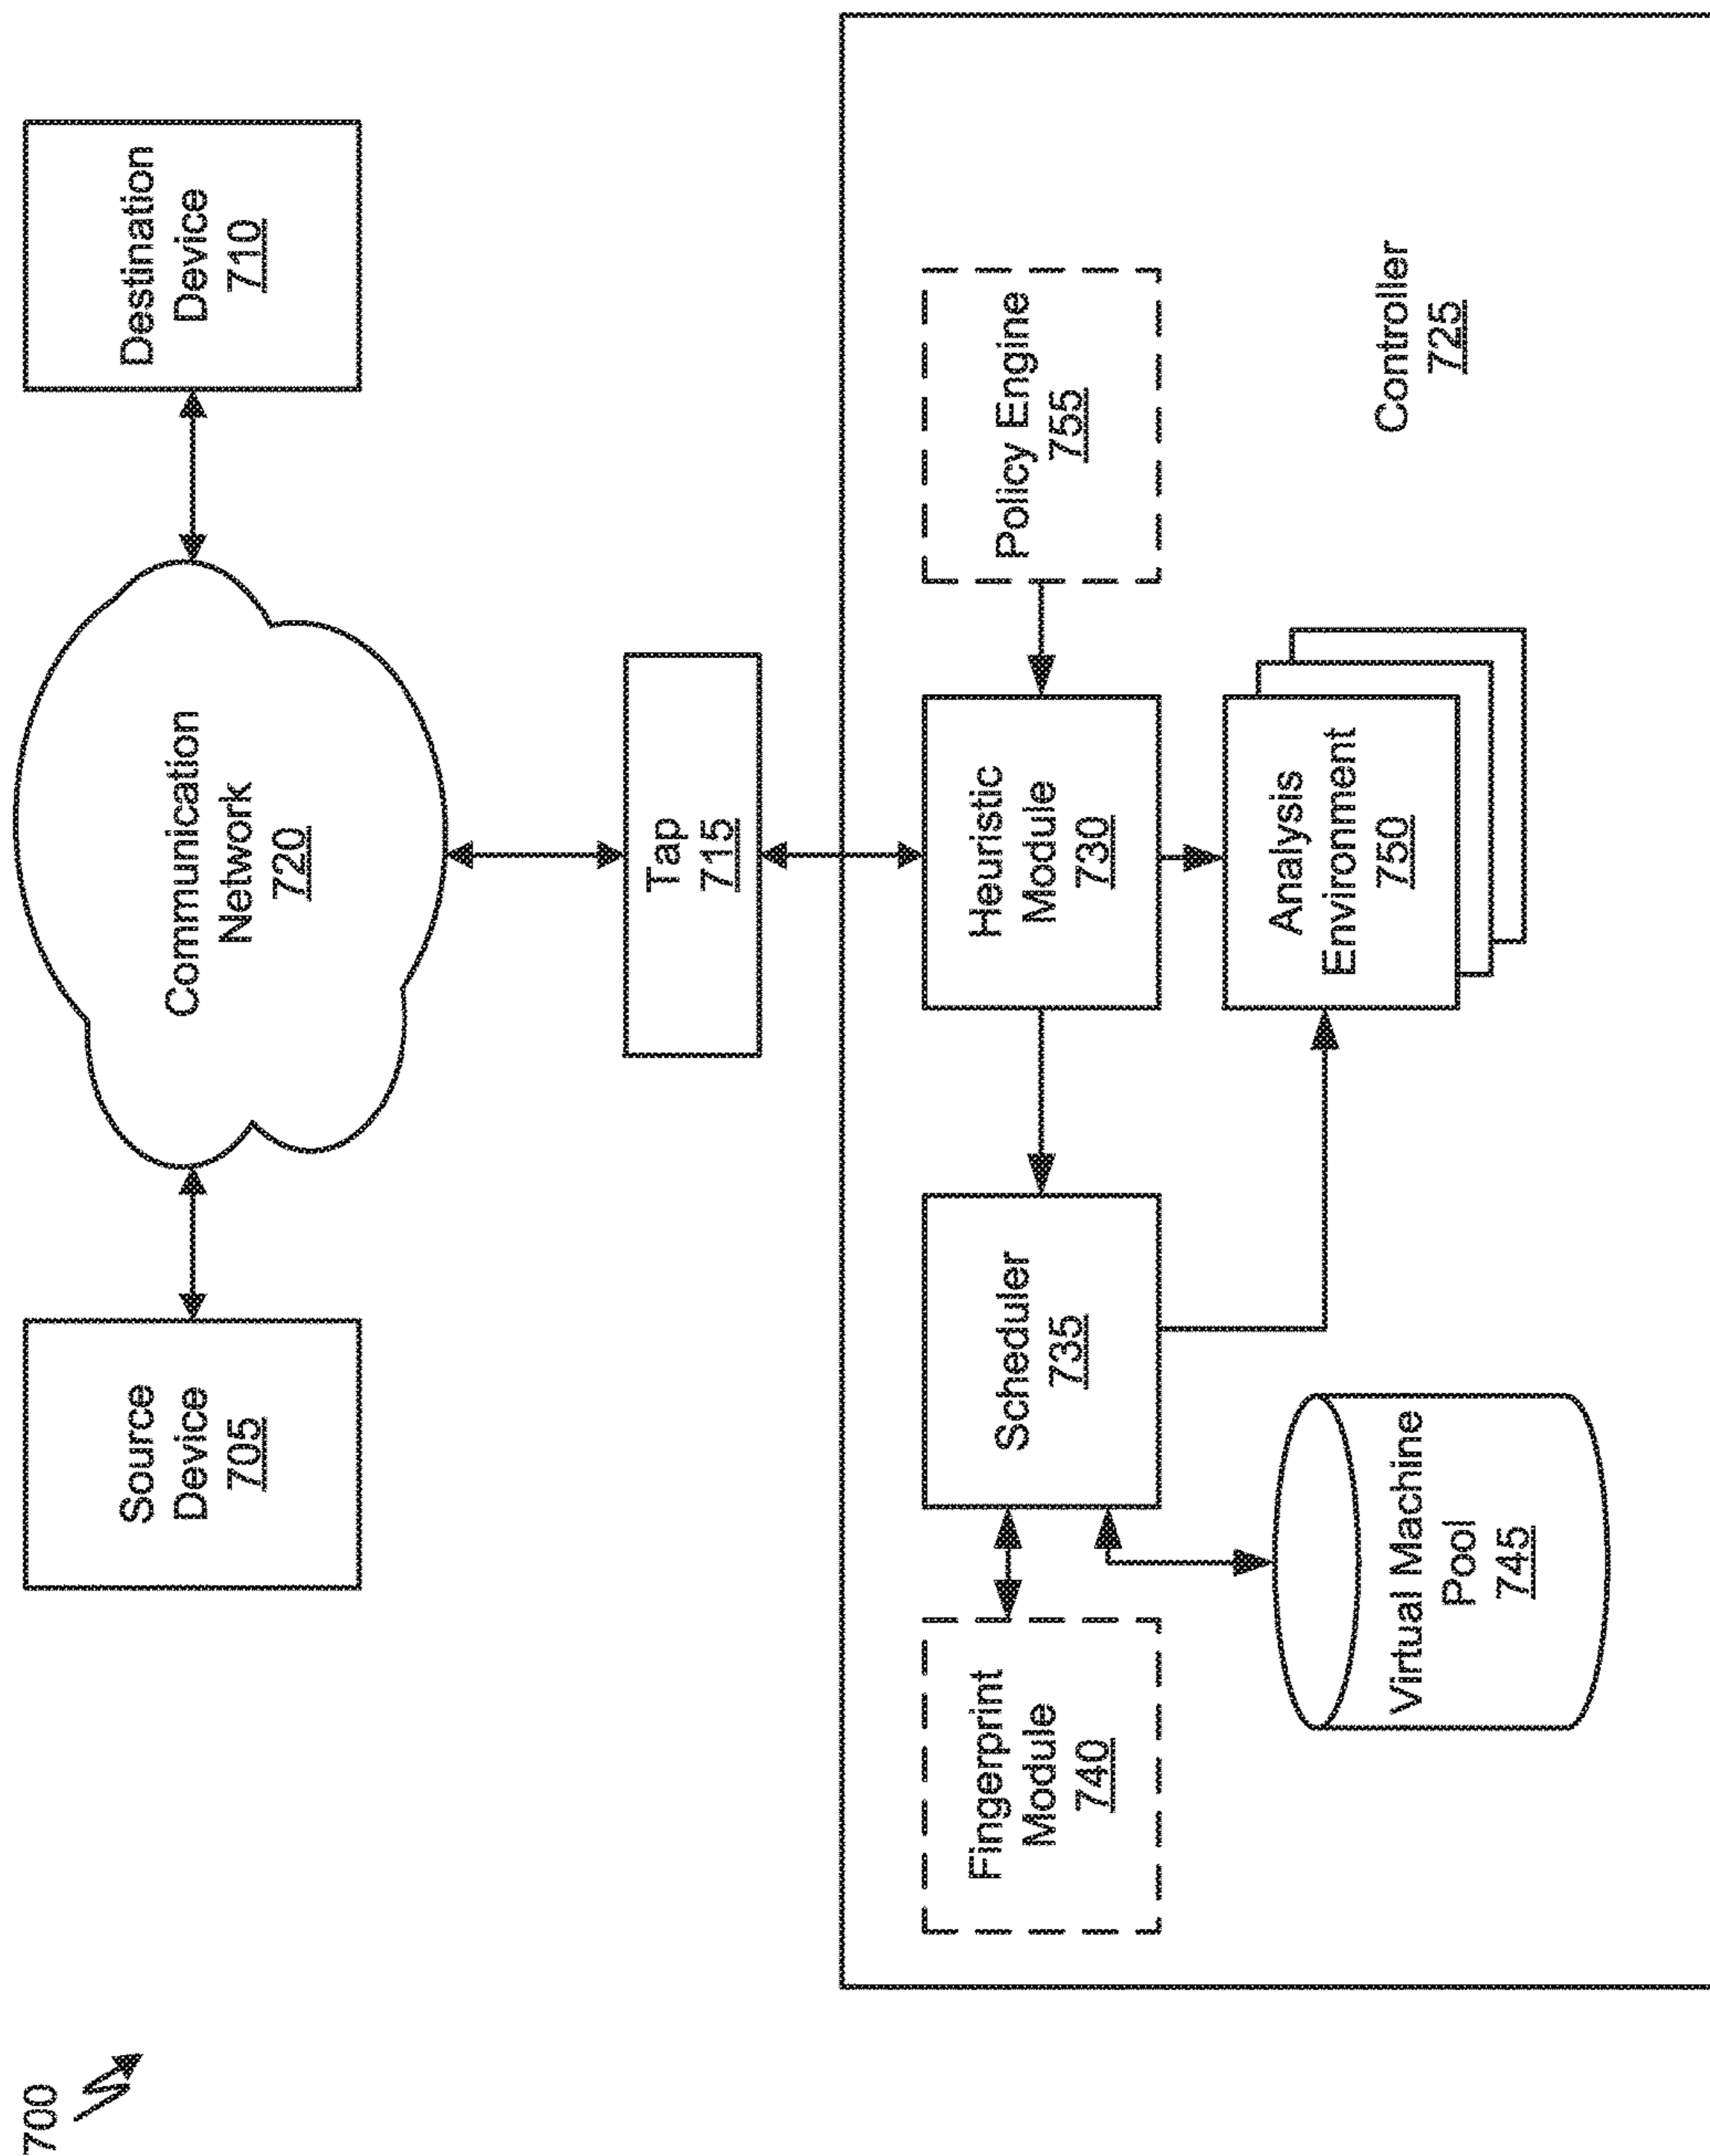 700
Source
Device
705
Communication
Network
720
Destination
Device
710
Tap
715
Fingerprint
Module
740
Scheduler
735
Heuristic
Module
730
Policy Engine
755
Virtual Machine
Pool
745
Analysis
Environment
750
Controller
725